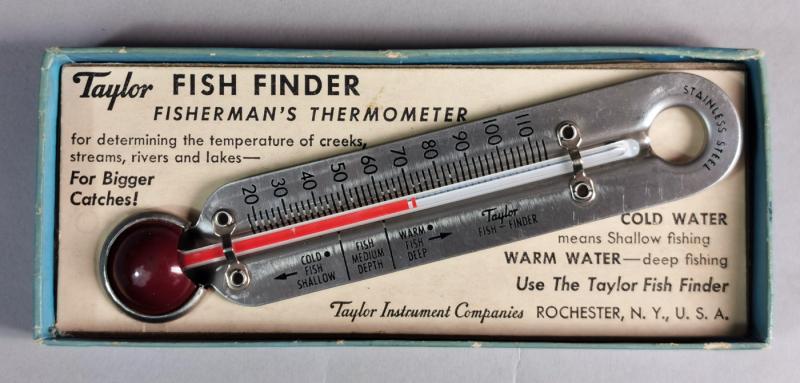 Taylor FISH FINDER
FISHERMAN'S THERMOMETER
for determining the temperature of creeks,
streams, rivers and lakes—
For Bigger
Catches!
20 30 40 50 60 70 80 90 100 110
STAINLESS STEEL
COLD
FISH
SHALLOW
FISH
MEDIUM
DEPTH
WARM
FISH
DEEP
Taylor
FISH-FINDER
COLD WATER
means Shallow fishing
WARM WATER—deep fishing
Use The Taylor Fish Finder
Taylor Instrument Companies ROCHESTER, N. Y., U. S. A.